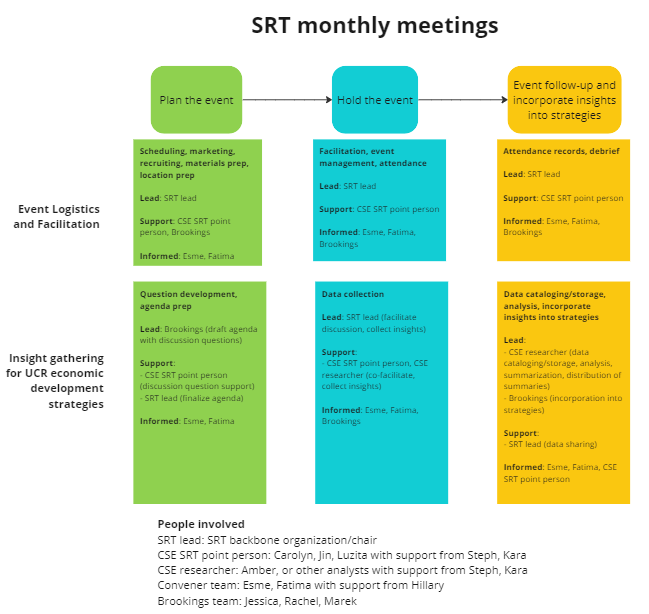 SRT monthly meetings
Plan the event
Hold the event
Event follow-up and
incorporate insights
into strategies
Event Logistics
and Facilitation
Scheduling, marketing,
recruiting, materials prep,
location prep
Lead: SRT lead
Support: CSE SRT point
person, Brookings
Informed: Esme, Fatima
Facilitation, event
management, attendance
Lead: SRT lead
Support: CSE SRT point person
Informed: Esme, Fatima,
Brookings
Attendance records, debrief
Lead: SRT lead
Support: CSE SRT point person
Informed: Esme, Fatima,
Brookings
Insight gathering
for UCR economic
development
strategies
Question development,
agenda prep
Lead: Brookings (draft agenda
with discussion questions)
Support:
- CSE SRT point person
(discussion question support)
- SRT lead (finalize agenda)
Informed: Esme, Fatima
Data collection
Lead: SRT lead (facilitate
discussion, collect insights)
Support:
- CSE SRT point person, CSE
researcher (co-facilitate,
collect insights)
Informed: Esme, Fatima,
Brookings
Data cataloging/storage,
analysis, incorporate
insights into strategies
Lead:
- CSE researcher (data
cataloging/storage, analysis,
summarization, distribution of
summaries)
- Brookings (incorporation into
strategies)
Support:
- SRT lead (data sharing)
Informed: Esme, Fatima, CSE
SRT point person
People involved
SRT lead: SRT backbone organization/chair
CSE SRT point person: Carolyn, Jin, Luzita with support from Steph, Kara
CSE researcher: Amber, or other analysts with support from Steph, Kara
Convener team: Esme, Fatima with support from Hillary
Brookings team: Jessica, Rachel, Marek